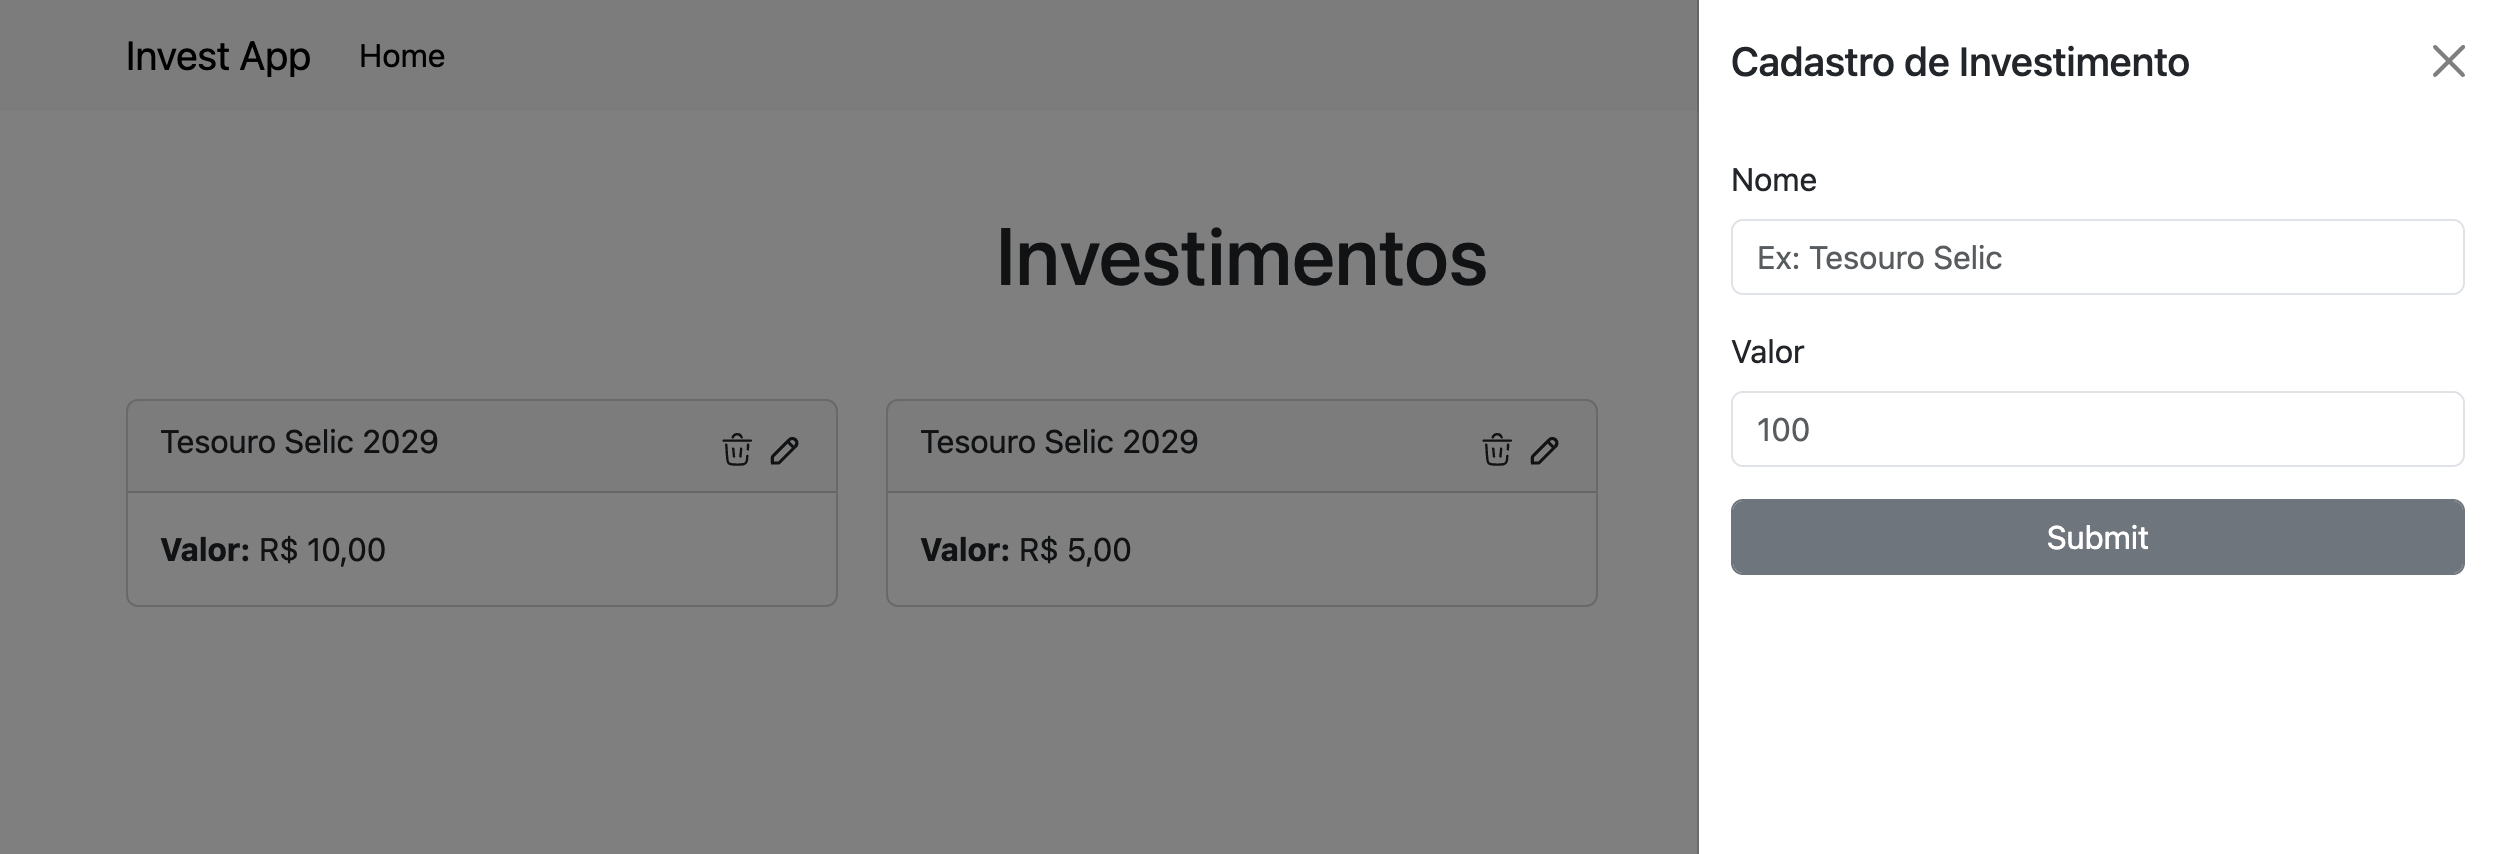 Invest App
Home
Investimentos
Tesouro Selic 2029
Valor: R$ 10,00
Tesouro Selic 2029
Valor: R$ 5,00
Cadastro de Investimento
Nome
Ex: Tesouro Selic
Valor
100
Submit